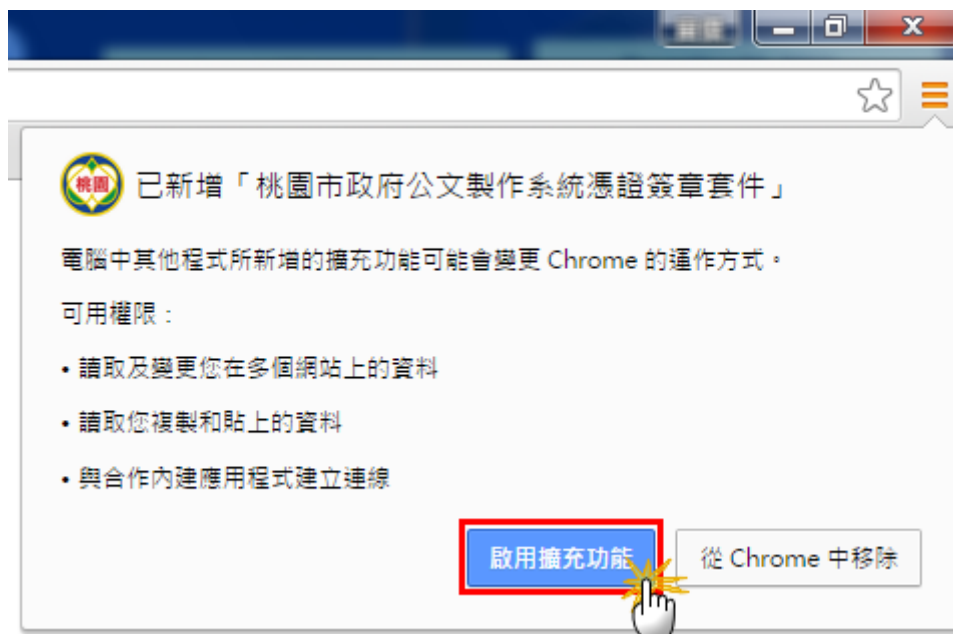 桃園
已新增「桃園市政府公文製作系統憑證簽章套件」
電腦中其他程式所新增的擴充功能可能會變更 Chrome 的運作方式。
可用權限：
• 讀取及變更您在多個網站上的資料
• 讀取您複製和貼上的資料
• 與合作內建應用程式建立連線
啟用擴充功能
從 Chrome 中移除